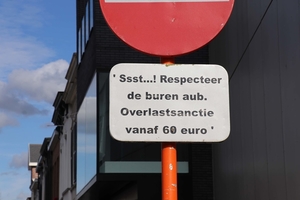 ' Ssst...! Respecteer
de buren aub.
Overlastsanctie
vanaf 60 euro '